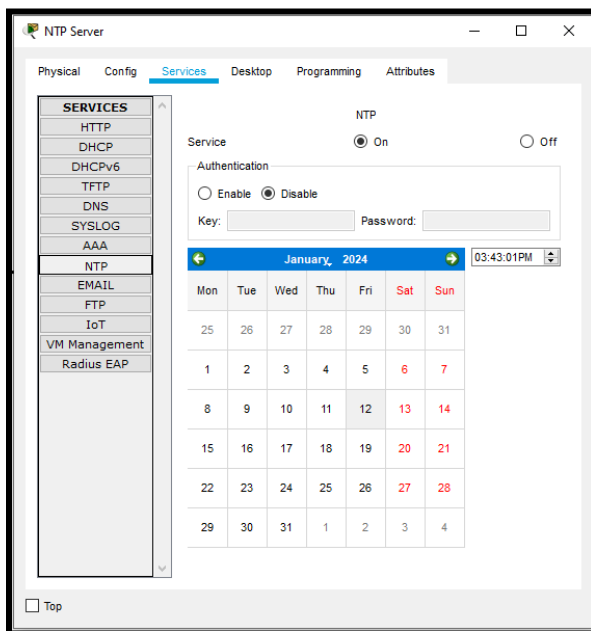 NTP Server
Physical Config Services Desktop Programming Attributes
SERVICES
HTTP
DHCP
DHCPv6
TFTP
DNS
SYSLOG
AAA
NTP
EMAIL
FTP
IoT
VM Management
Radius EAP
NTP
Service On Off
Authentication
Enable Disable
Key: Password:
January, 2024 03:43:01PM
Mon Tue Wed Thu Fri Sat Sun
25 26 27 28 29 30 31
1 2 3 4 5 6 7
8 9 10 11 12 13 14
15 16 17 18 19 20 21
22 23 24 25 26 27 28
29 30 31 1 2 3 4
Top